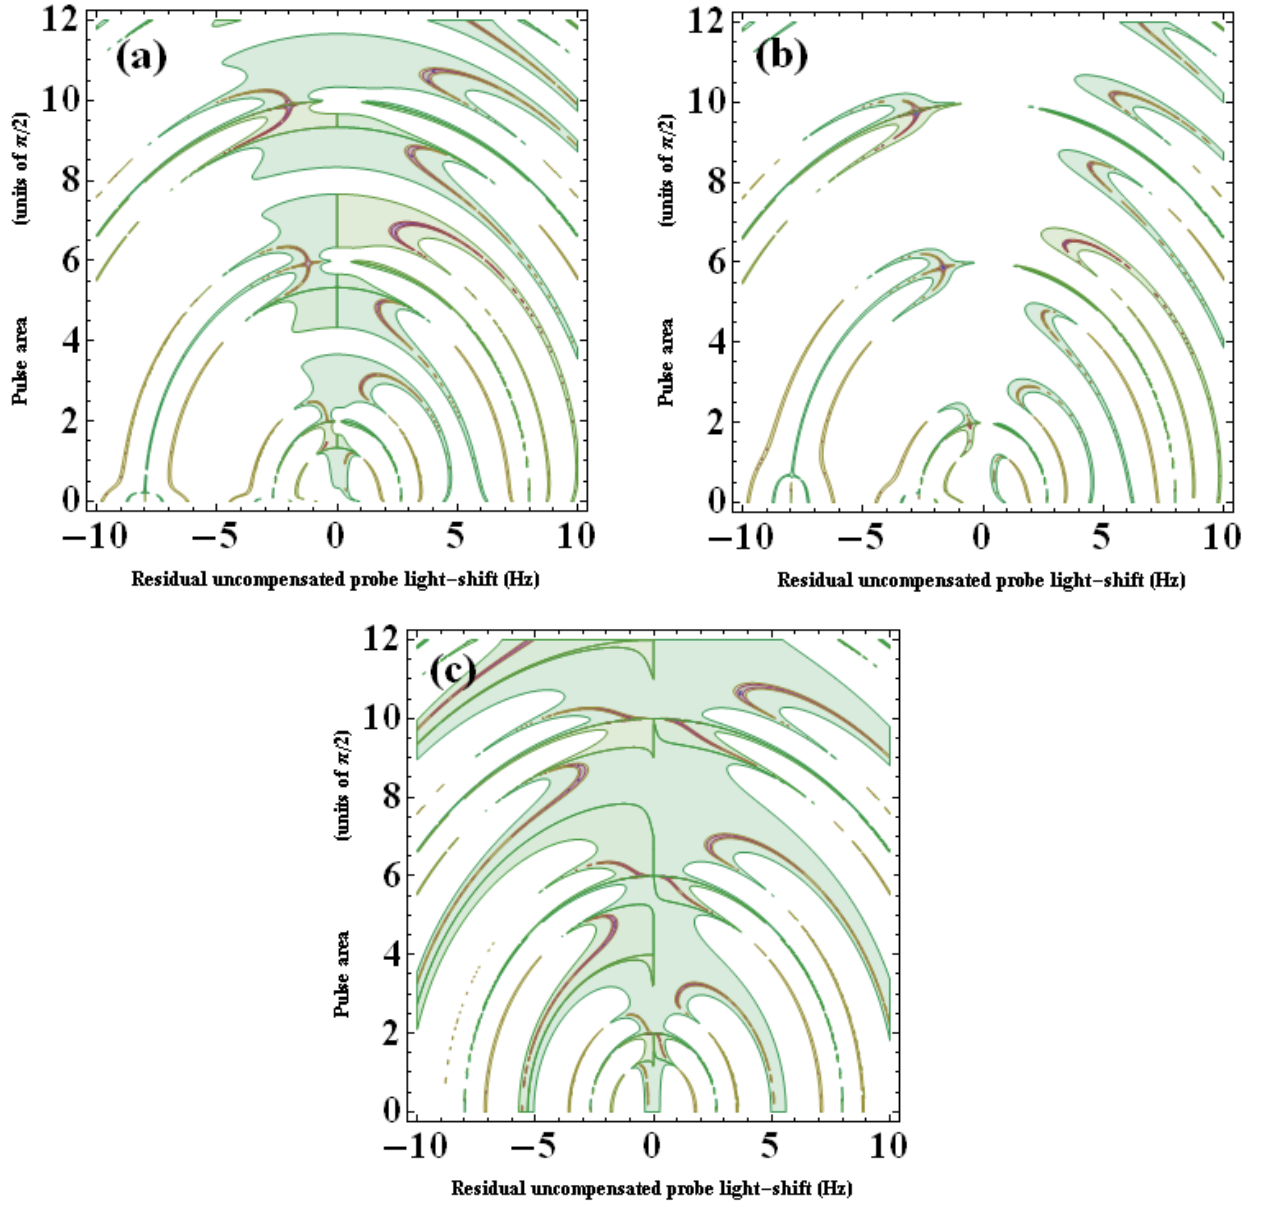 (a)
12
10
8
6
4
2
0
Pulse area (units of π/2)
−10 −5 0 5 10
Residual uncompensated probe light−shift (Hz)
(b)
12
10
8
6
4
2
0
Pulse area (units of π/2)
−10 −5 0 5 10
Residual uncompensated probe light−shift (Hz)
(c)
12
10
8
6
4
2
0
Pulse area (units of π/2)
−10 −5 0 5 10
Residual uncompensated probe light−shift (Hz)